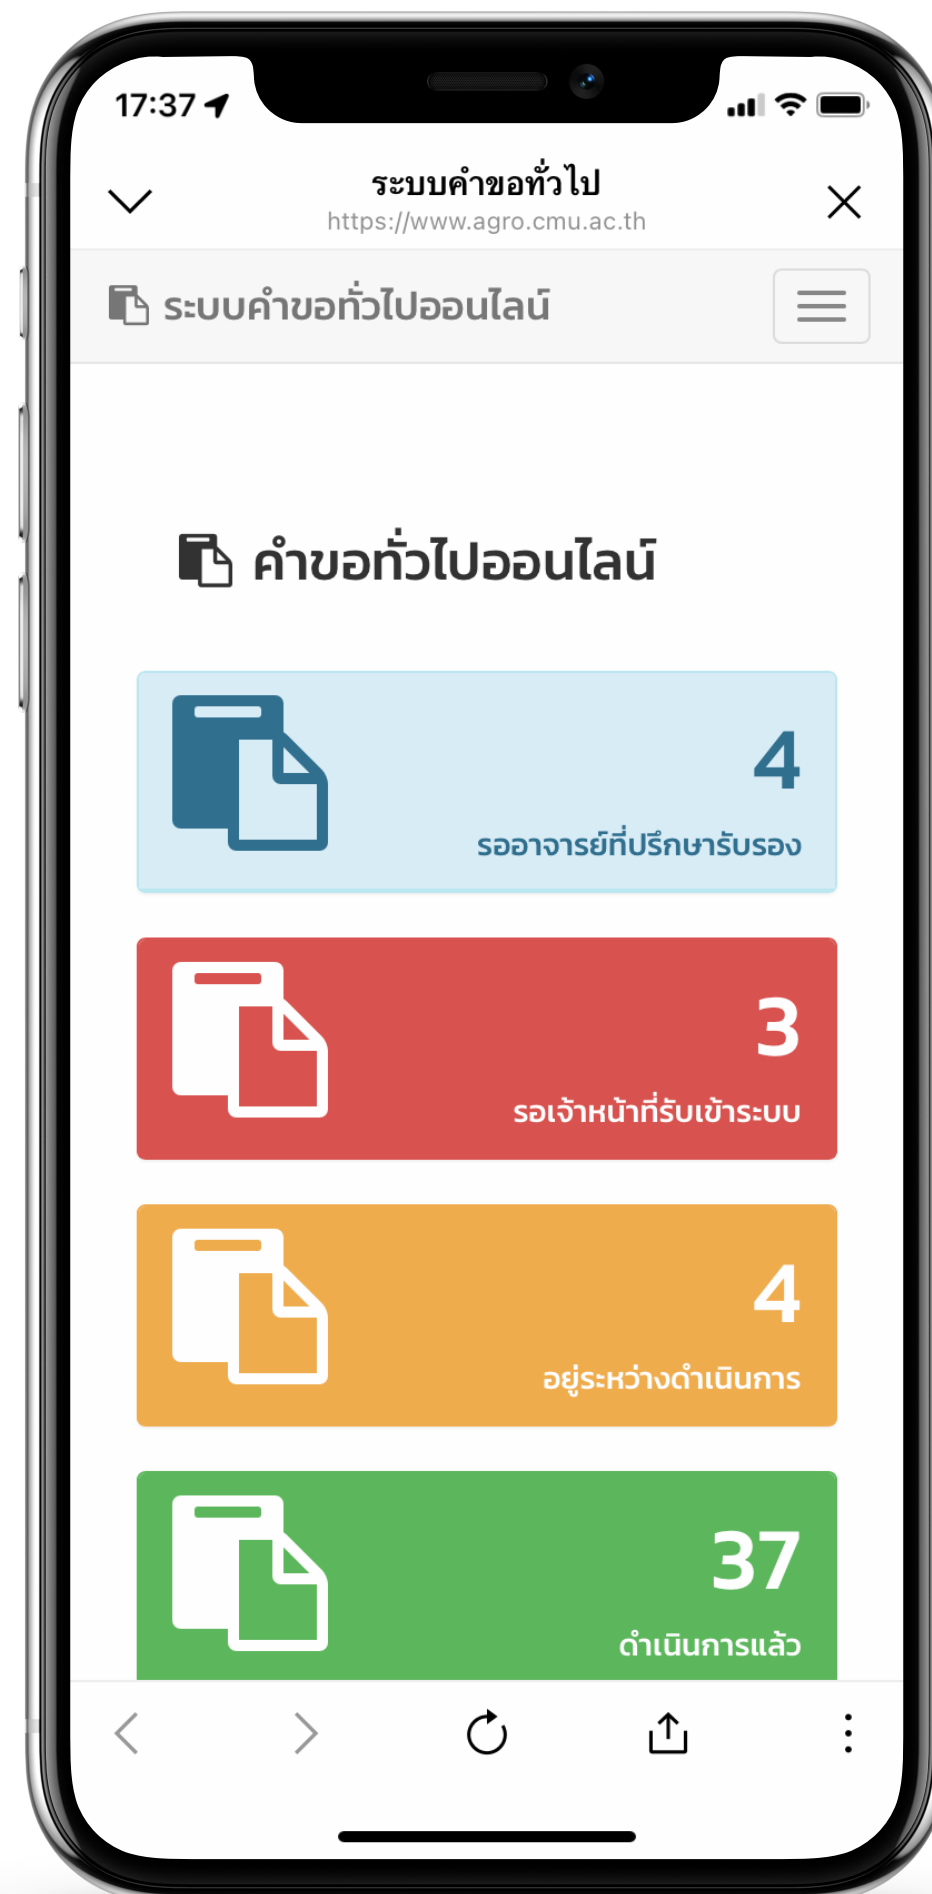 17:37
ระบบคำขอทั่วไป
https://www.agro.cmu.ac.th
ระบบคำขอทั่วไปออนไลน์
คำขอทั่วไปออนไลน์
4
รออาจารย์ที่ปรึกษารับรอง
3
รอเจ้าหน้าที่รับเข้าระบบ
4
อยู่ระหว่างดำเนินการ
37
ดำเนินการแล้ว